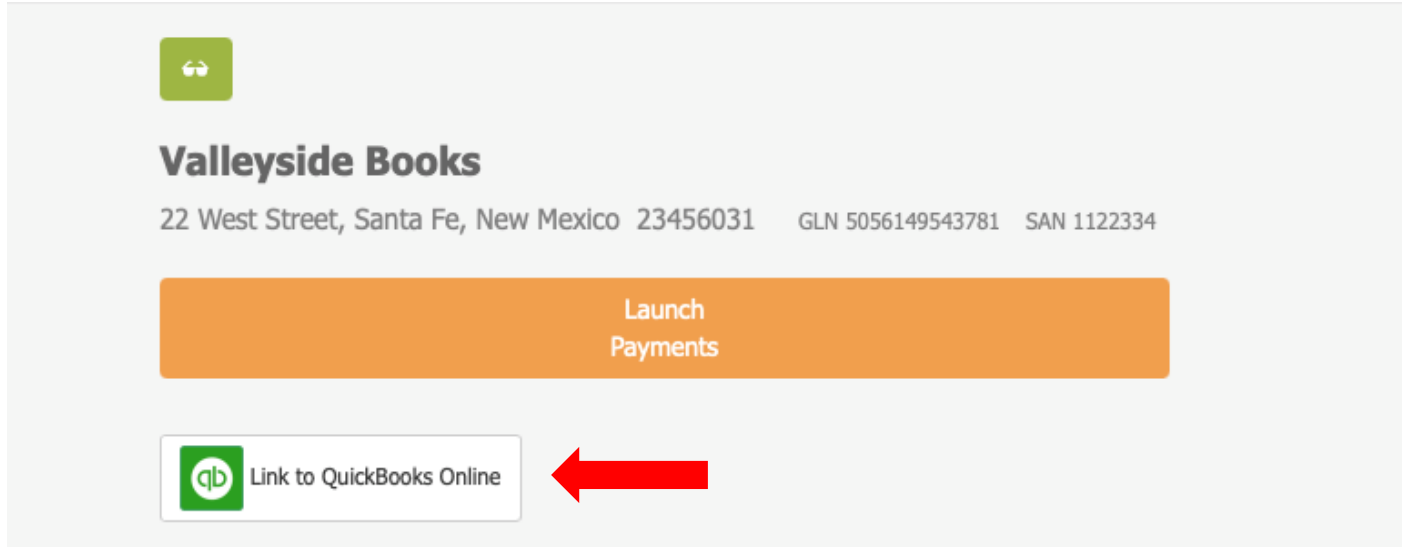 Valleyside Books
22 West Street, Santa Fe, New Mexico 23456031 GLN 5056149543781 SAN 1122334
Launch
Payments
qb Link to QuickBooks Online